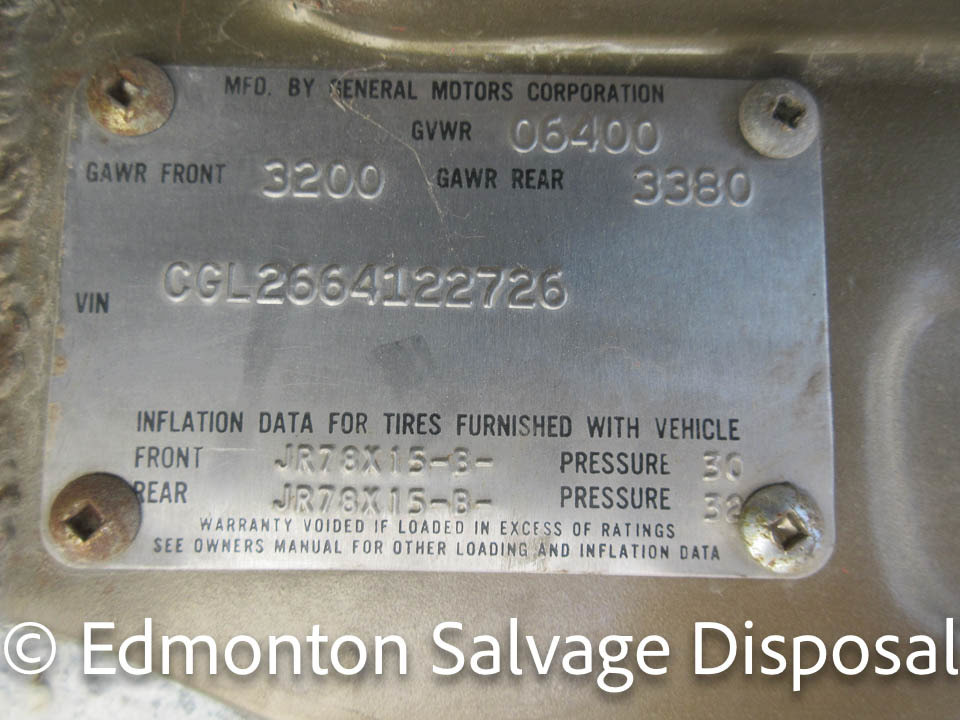 MFD. BY GENERAL MOTORS CORPORATION
GVWR 06400
GAWR FRONT 3200 GAWR REAR 3380
VIN CGL2664122726
INFLATION DATA FOR TIRES FURNISHED WITH VEHICLE
FRONT JR78X15-B- PRESSURE 30
REAR JR78X15-B- PRESSURE 32
WARRANTY VOIDED IF LOADED IN EXCESS OF RATINGS
SEE OWNERS MANUAL FOR OTHER LOADING AND INFLATION DATA
© Edmonton Salvage Disposal